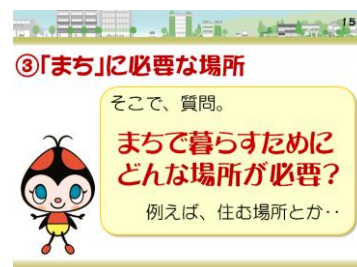 15
③「まち」に必要な場所
そこで、質問。
まちで暮らすために
どんな場所が必要?
例えば、住む場所とか‥